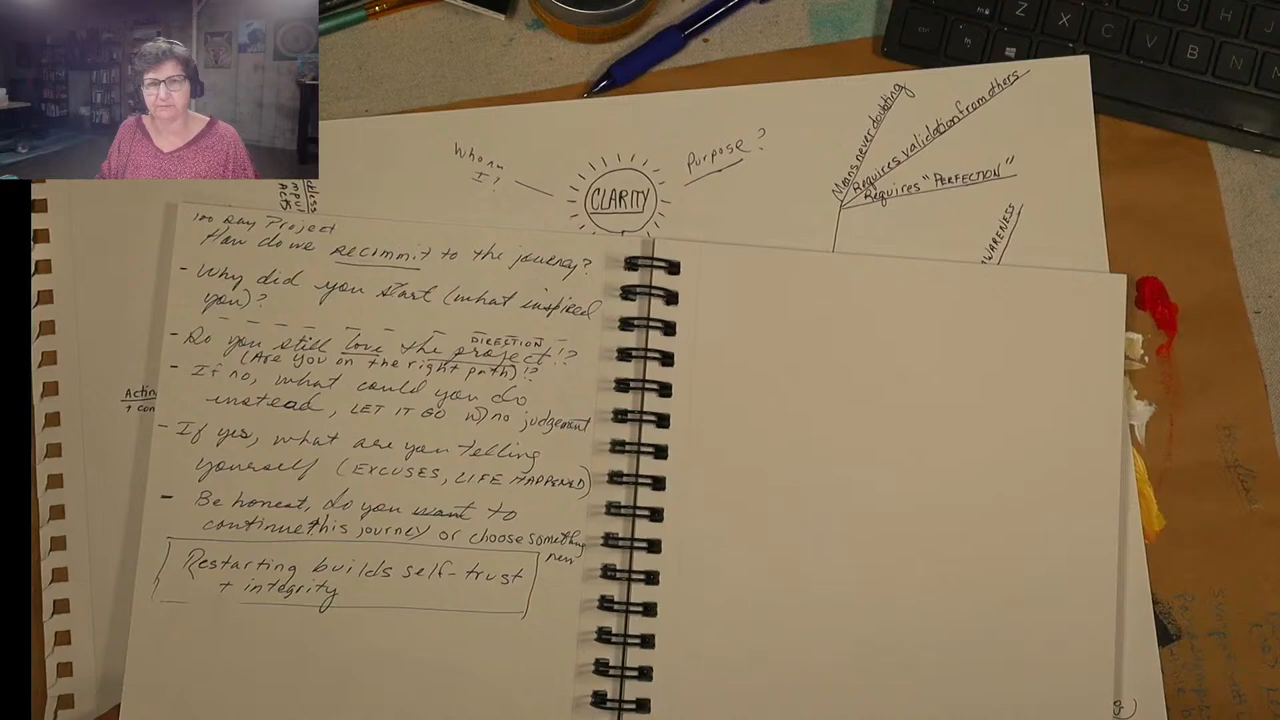 Whom
I?
CLARITY
Purpose?
Means never doubting
Requires validation from others
Requires "PERFECTION"
WARENESS
100 Day Project
How do we recommit to the journey?
- Why did you start (what inspired
you)?
- Do you still love the project!?
DIRECTION
(Are you on the right path)!?
- If no, what could you do
instead, LET IT GO w/ no judgement
- If yes, what are you telling
yourself (EXCUSES, LIFE HAPPENED)
- Be honest, do you want to
continue this journey or choose something
new
Restarting builds self-trust
+ integrity
Actin
+ con
ctrl
Z
X
C
V
B
N
G
H
J